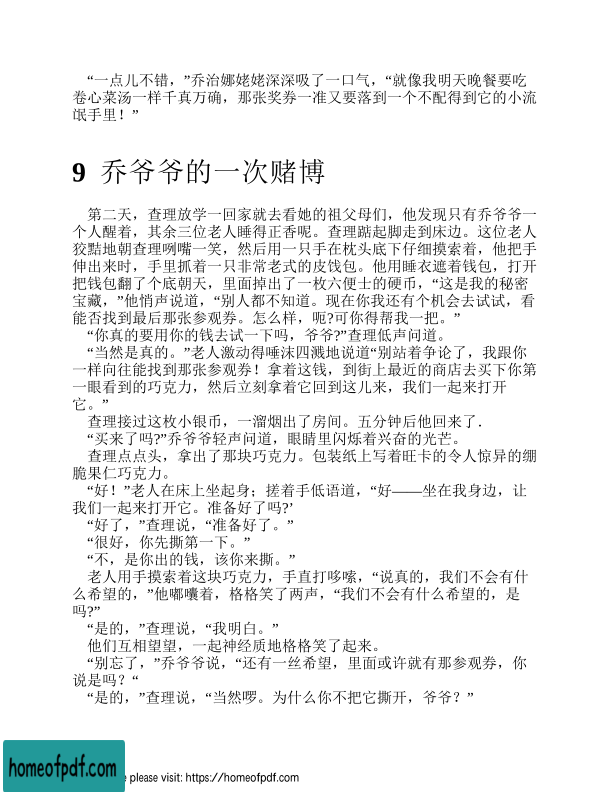 “一点儿不错，”乔治娜姥姥深深吸了一口气，“就像我明天晚餐要吃
卷心菜汤一样千真万确，那张奖券一准又要落到一个不配得到它的小流
氓手里！”
9 乔爷爷的一次赌博
第二天，查理放学一回家就去看她的祖父母们，他发现只有乔爷爷一
个人醒着，其余三位老人睡得正香呢。查理踮起脚走到床边。这位老人
狡黠地朝查理咧嘴一笑，然后用一只手在枕头底下仔细摸索着，他把手
伸出来时，手里抓着一只非常老式的皮饯包。他用睡衣遮着钱包，打开
把钱包翻了个底朝天，里面掉出了一枚六便士的硬币，“这是我的秘密
宝藏，”他悄声说道，“别人都不知道。现在你我还有个机会去试试，看
能否找到最后那张参观券。怎么样，呃?可你得帮我一把。”
“你真的要用你的钱去试一下吗，爷爷?”查理低声问道。
“当然是真的。”老人激动得唾沫四溅地说道“别站着争论了，我跟你
一样向往能找到那张参观券！拿着这钱，到街上最近的商店去买下你第
一眼看到的巧克力，然后立刻拿着它回到这儿来，我们一起来打开
它。”
查理接过这枚小银币，一溜烟出了房间。五分钟后他回来了.
“买来了吗?”乔爷爷轻声问道，眼睛里闪烁着兴奋的光芒。
查理点点头，拿出了那块巧克力。包装纸上写着旺卡的令人惊异的绷
脆果仁巧克力。
“好！”老人在床上坐起身；搓着手低语道，“好——坐在我身边，让
我们一起来打开它。准备好了吗?’
“好了，”查理说，“准备好了。”
“很好，你先撕第一下。”
“不，是你出的钱，该你来撕。”
老人用手摸索着这块巧克力，手直打哆嗦，“说真的，我们不会有什
么希望的，”他嘟囔着，格格笑了两声，“我们不会有什么希望的，是
吗?”
“是的，”查理说，“我明白。”
他们互相望望，一起神经质地格格笑了起来。
“别忘了，”乔爷爷说，“还有一丝希望，里面或许就有那参观券，你
说是吗？“
“是的，”查理说，“当然啰。为什么你不把它撕开，爷爷？”
homeofpdf.com
e please visit: https://homeofpdf.com